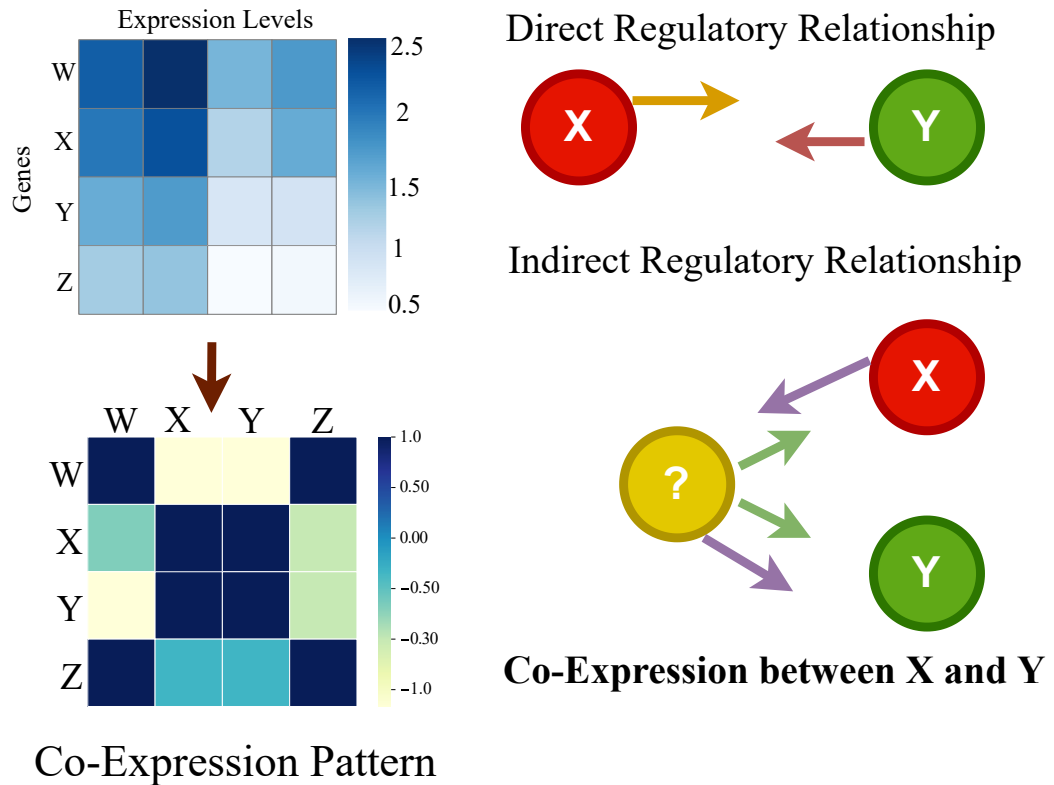 Expression Levels
Genes
W
X
Y
Z
2.5
2
1.5
1
0.5
W X Y Z
W
X
Y
Z
1.0
0.50
0.00
−0.50
−0.30
−1.0
Co-Expression Pattern
Direct Regulatory Relationship
X Y
Indirect Regulatory Relationship
X
?
Y
Co-Expression between X and Y